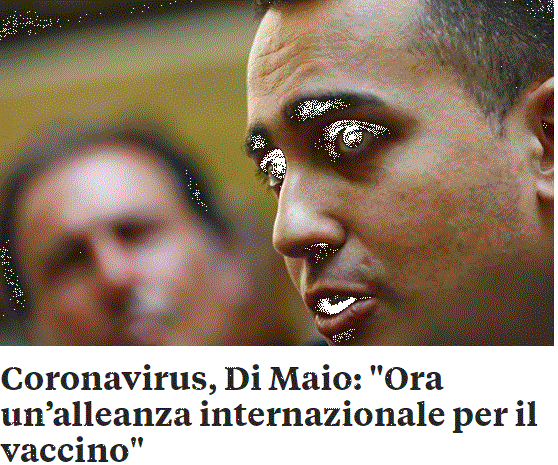 Coronavirus, Di Maio: "Ora
un’alleanza internazionale per il
vaccino"